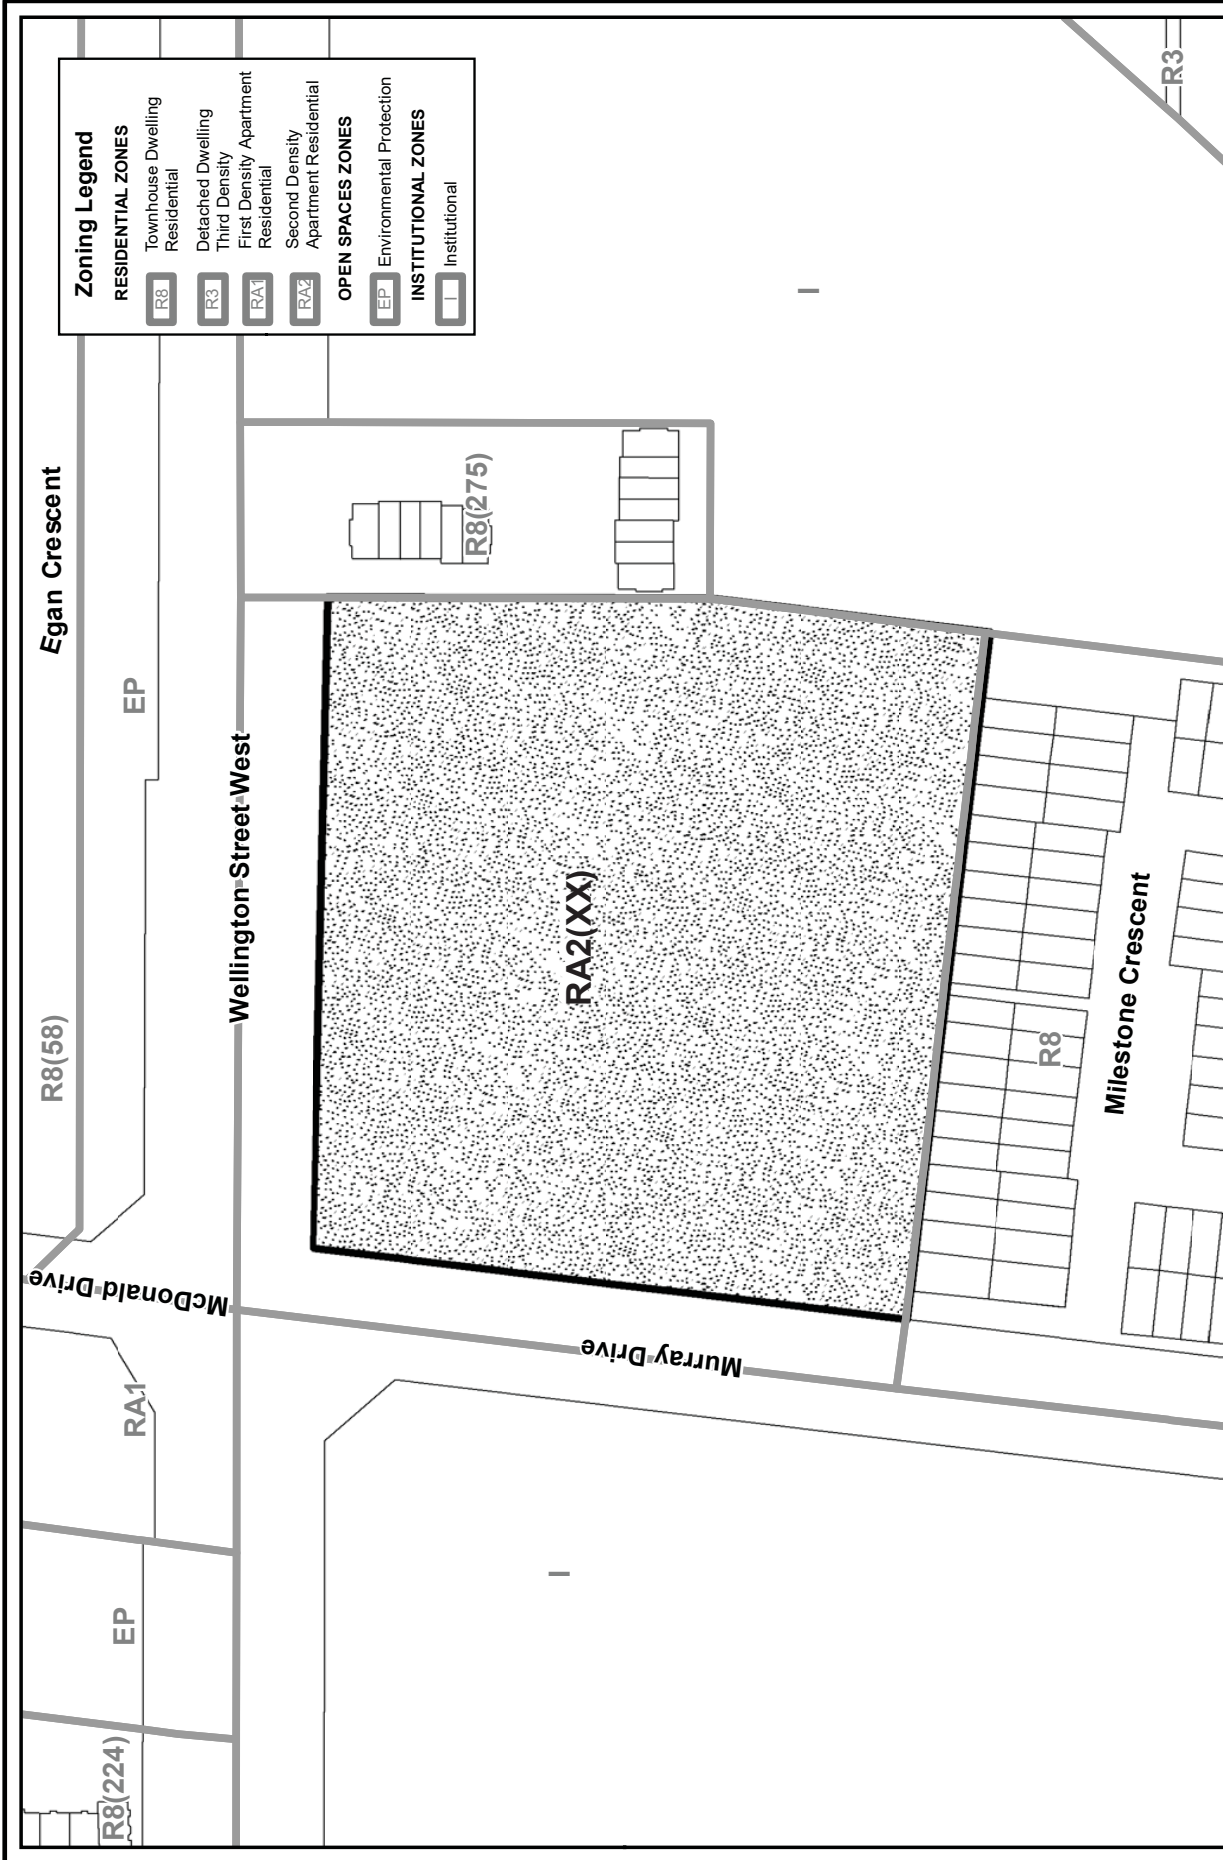 Zoning Legend
RESIDENTIAL ZONES
R8 Townhouse Dwelling
Residential
R3 Detached Dwelling
Third Density
RA1 First Density Apartment
Residential
RA2 Second Density
Apartment Residential
OPEN SPACES ZONES
EP Environmental Protection
INSTITUTIONAL ZONES
I Institutional
Egan Crescent
R8(58)
EP
McDonald Drive
RA1
EP
R8(224)
Wellington Street West
R8(275)
RA2(XX)
Murray Drive
I
I
R3
R8
Milestone Crescent